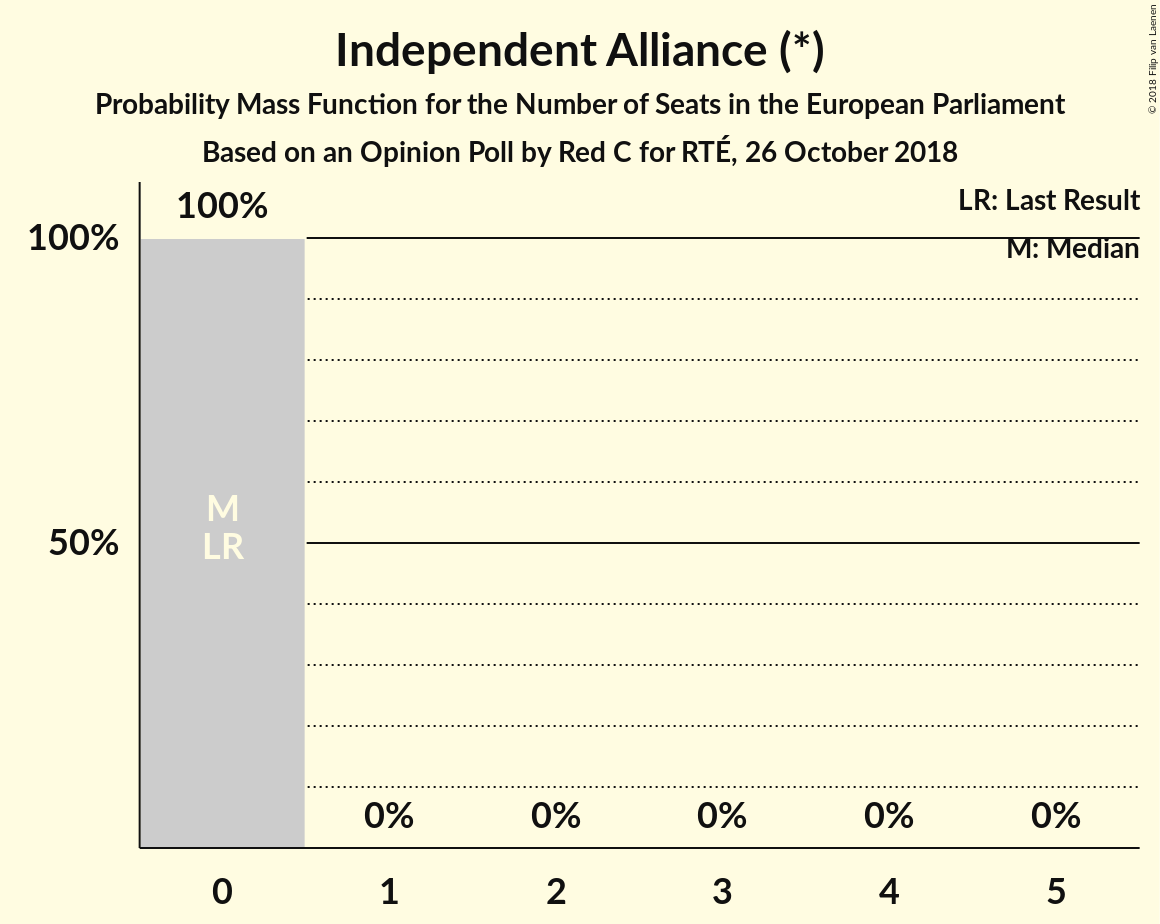 Independent Alliance (*)
Probability Mass Function for the Number of Seats in the European Parliament
Based on an Opinion Poll by Red C for RTÉ, 26 October 2018
© 2018 Filip van Laenen
LR: Last Result
M: Median
100%
100%
50%
M
LR
0% 0% 0% 0% 0%
0 1 2 3 4 5